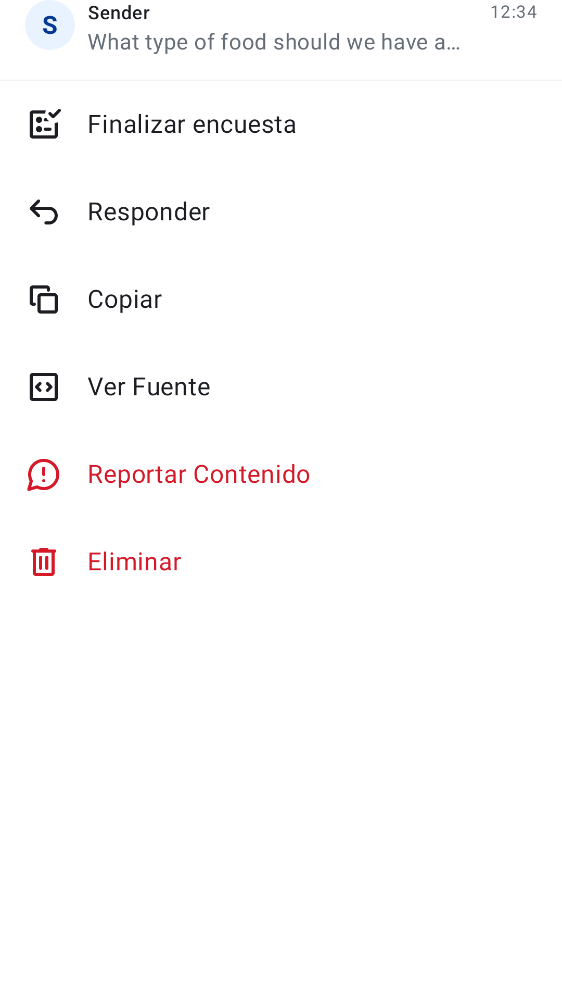 S
Sender
12:34
What type of food should we have a…
Finalizar encuesta
Responder
Copiar
Ver Fuente
Reportar Contenido
Eliminar